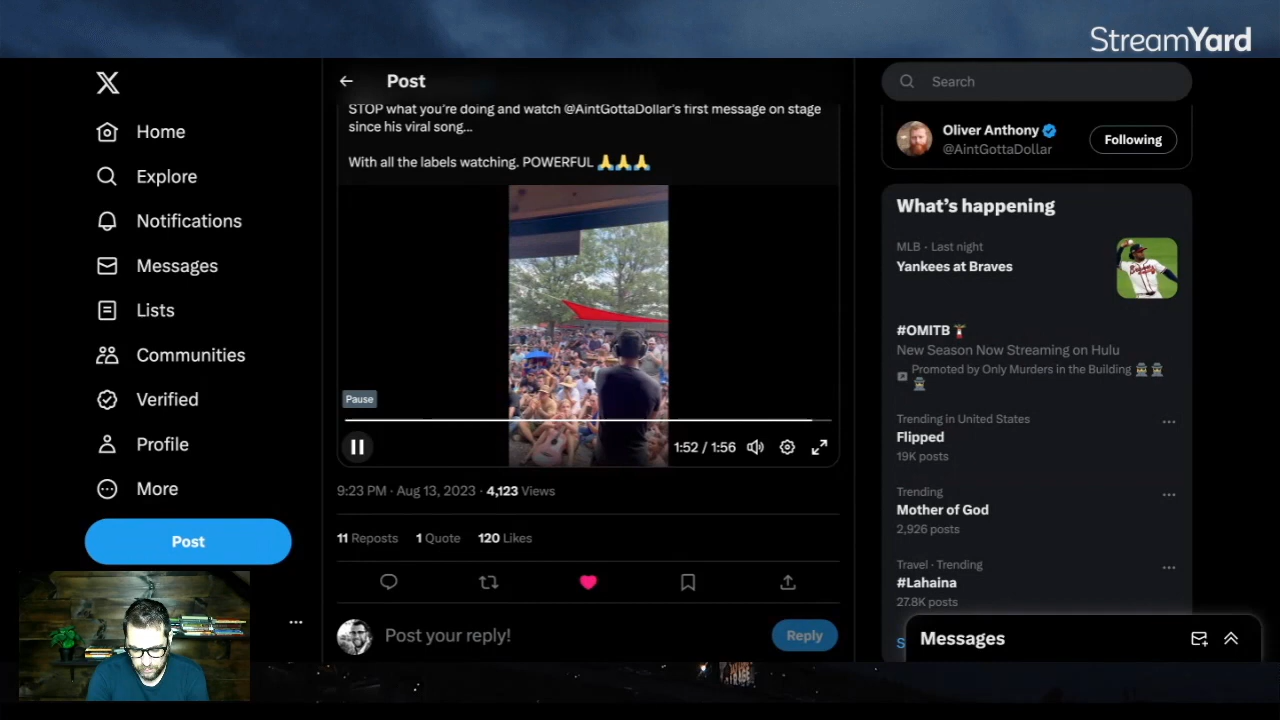 StreamYard
X
Home
Explore
Notifications
Messages
Lists
Communities
Verified
Profile
More
Post
Post
STOP what you're doing and watch @AintGottaDollar's first message on stage
since his viral song...
With all the labels watching. POWERFUL 🙏🙏🙏
Pause
1:52 / 1:56
9:23 PM · Aug 13, 2023 · 4,123 Views
11 Reposts 1 Quote 120 Likes
Post your reply!
Reply
Search
Oliver Anthony
@AintGottaDollar
Following
What's happening
MLB · Last night
Yankees at Braves
#OMITB
New Season Now Streaming on Hulu
Promoted by Only Murders in the Building
Trending in United States
Flipped
19K posts
Trending
Mother of God
2,926 posts
Travel · Trending
#Lahaina
27.8K posts
Messages